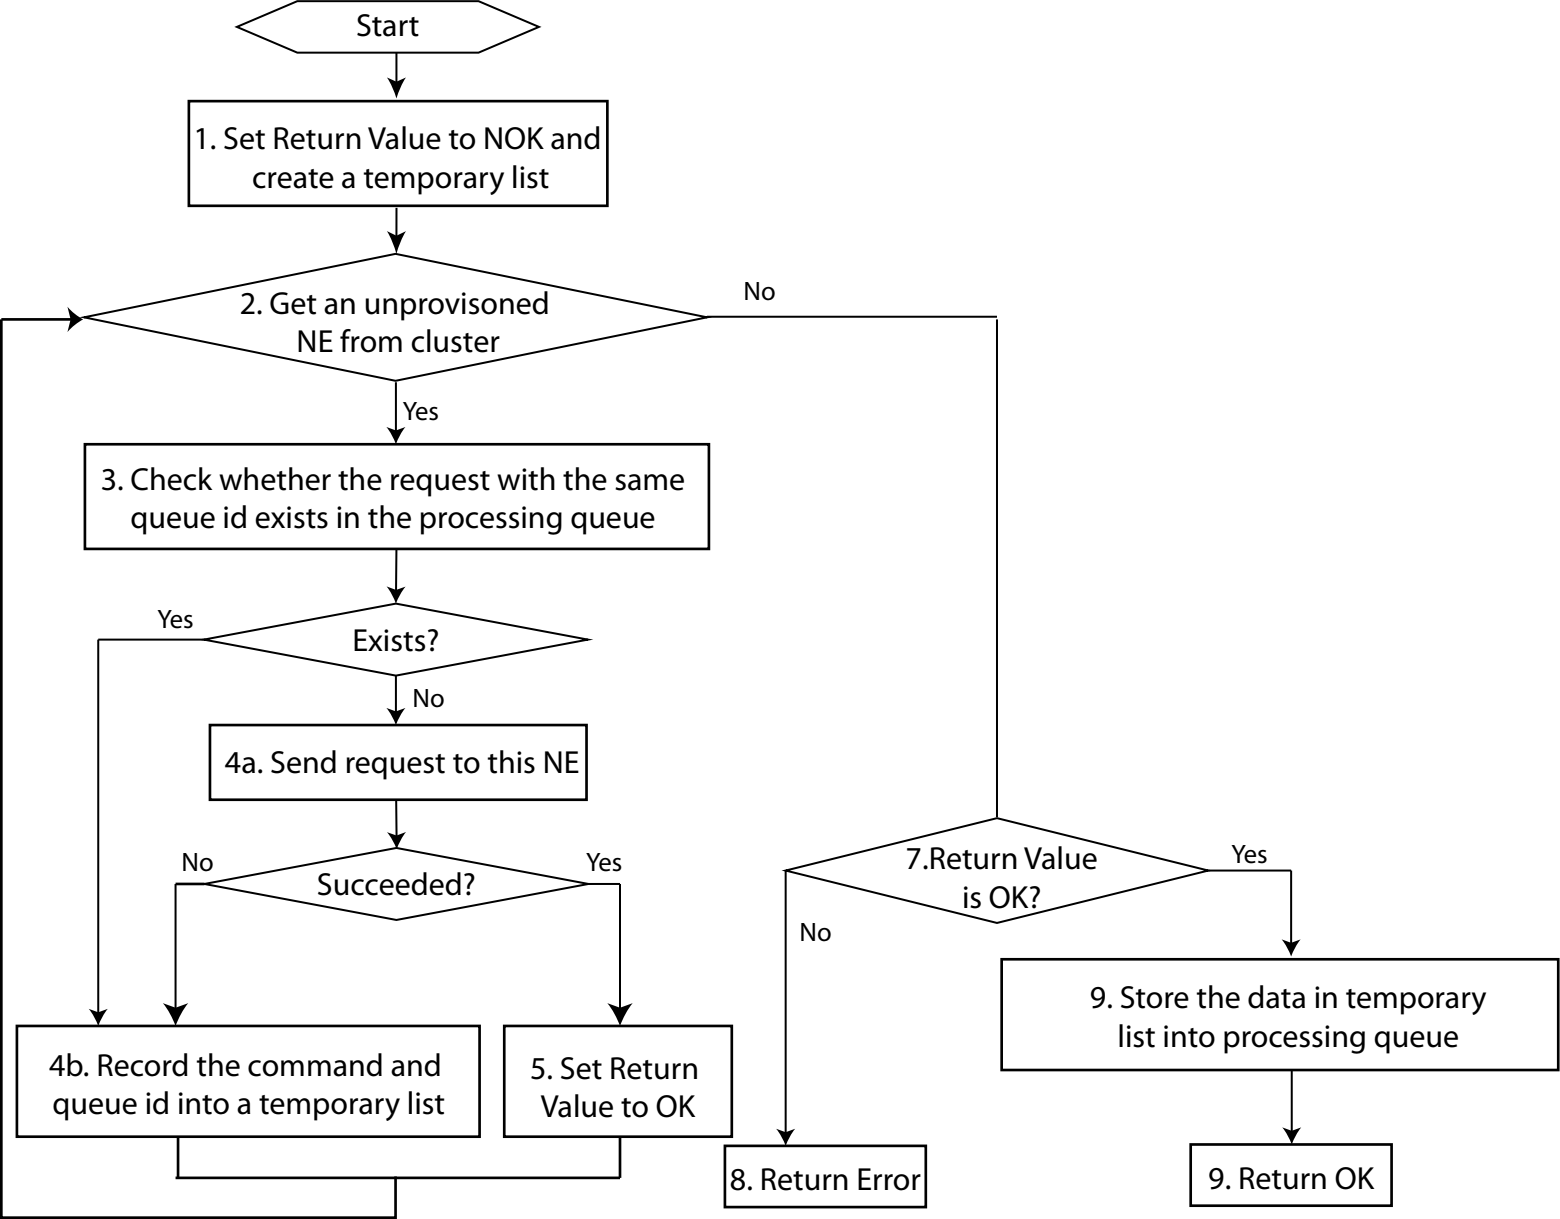 Start
1. Set Return Value to NOK and
create a temporary list
2. Get an unprovisoned
NE from cluster
No
Yes
3. Check whether the request with the same
queue id exists in the processing queue
Yes
Exists?
No
4a. Send request to this NE
No
Succeeded?
Yes
7.Return Value
is OK?
Yes
No
9. Store the data in temporary
list into processing queue
4b. Record the command and
queue id into a temporary list
5. Set Return
Value to OK
8. Return Error
9. Return OK